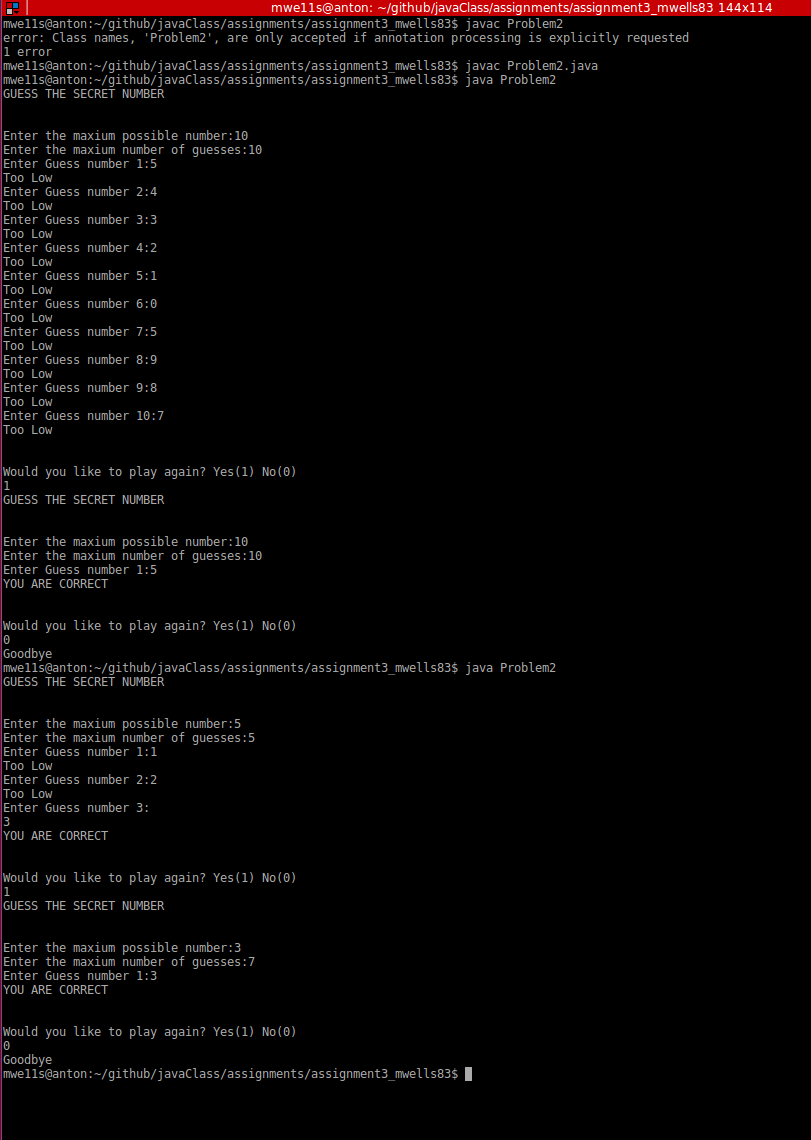 mwe11s@anton: ~/github/javaClass/assignments/assignment3_mwells83 144x114
mwe11s@anton:~/github/javaClass/assignments/assignment3_mwells83$ javac Problem2
error: Class names, 'Problem2', are only accepted if annotation processing is explicitly requested
1 error
mwe11s@anton:~/github/javaClass/assignments/assignment3_mwells83$ javac Problem2.java
mwe11s@anton:~/github/javaClass/assignments/assignment3_mwells83$ java Problem2
GUESS THE SECRET NUMBER
Enter the maxium possible number:10
Enter the maxium number of guesses:10
Enter Guess number 1:5
Too Low
Enter Guess number 2:4
Too Low
Enter Guess number 3:3
Too Low
Enter Guess number 4:2
Too Low
Enter Guess number 5:1
Too Low
Enter Guess number 6:0
Too Low
Enter Guess number 7:5
Too Low
Enter Guess number 8:9
Too Low
Enter Guess number 9:8
Too Low
Enter Guess number 10:7
Too Low
Would you like to play again? Yes(1) No(0)
1
GUESS THE SECRET NUMBER
Enter the maxium possible number:10
Enter the maxium number of guesses:10
Enter Guess number 1:5
YOU ARE CORRECT
Would you like to play again? Yes(1) No(0)
0
Goodbye
mwe11s@anton:~/github/javaClass/assignments/assignment3_mwells83$ java Problem2
GUESS THE SECRET NUMBER
Enter the maxium possible number:5
Enter the maxium number of guesses:5
Enter Guess number 1:1
Too Low
Enter Guess number 2:2
Too Low
Enter Guess number 3:
3
YOU ARE CORRECT
Would you like to play again? Yes(1) No(0)
1
GUESS THE SECRET NUMBER
Enter the maxium possible number:3
Enter the maxium number of guesses:7
Enter Guess number 1:3
YOU ARE CORRECT
Would you like to play again? Yes(1) No(0)
0
Goodbye
mwe11s@anton:~/github/javaClass/assignments/assignment3_mwells83$